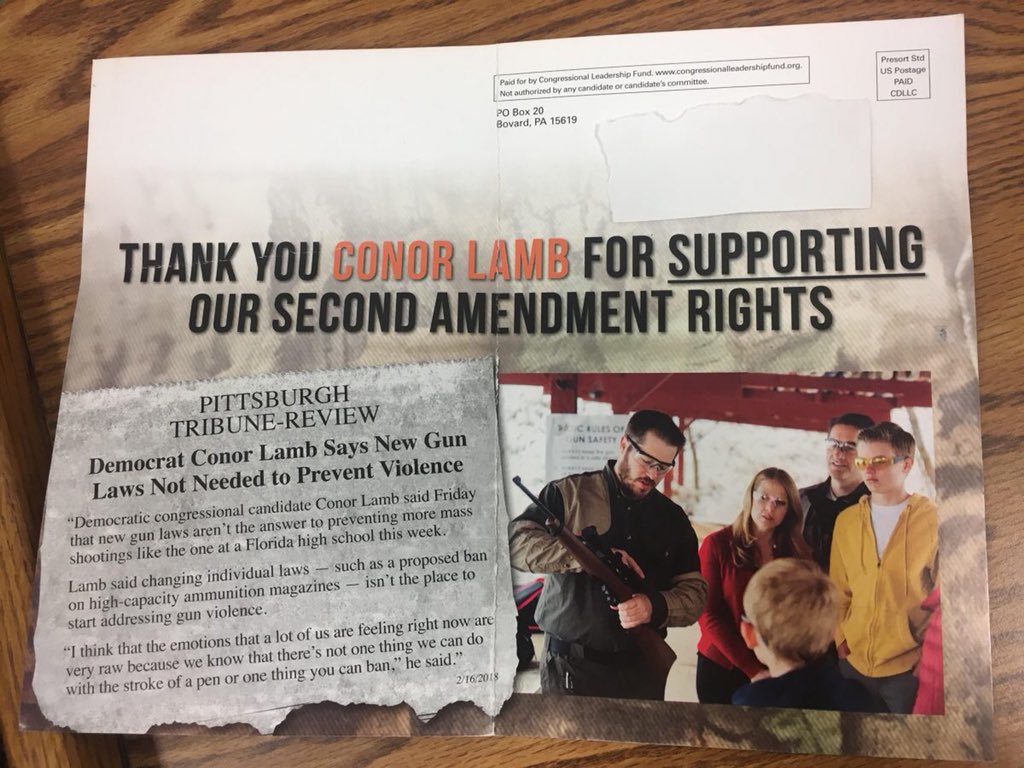 Paid for by Congressional Leadership Fund. www.congressionalleadershipfund.org.
Not authorized by any candidate or candidate's committee.
Presort Std
US Postage
PAID
CDLLC
PO Box 20
Bovard, PA 15619
THANK YOU CONOR LAMB FOR SUPPORTING
OUR SECOND AMENDMENT RIGHTS
PITTSBURGH
TRIBUNE-REVIEW
Democrat Conor Lamb Says New Gun
Laws Not Needed to Prevent Violence
"Democratic congressional candidate Conor Lamb said Friday
that new gun laws aren't the answer to preventing more mass
shootings like the one at a Florida high school this week.
Lamb said changing individual laws — such as a proposed ban
on high-capacity ammunition magazines — isn't the place to
start addressing gun violence.
"I think that the emotions that a lot of us are feeling right now are
very raw because we know that there's not one thing we can do
with the stroke of a pen or one thing you can ban," he said."
2/16/2018
RULES OF
GUN SAFETY